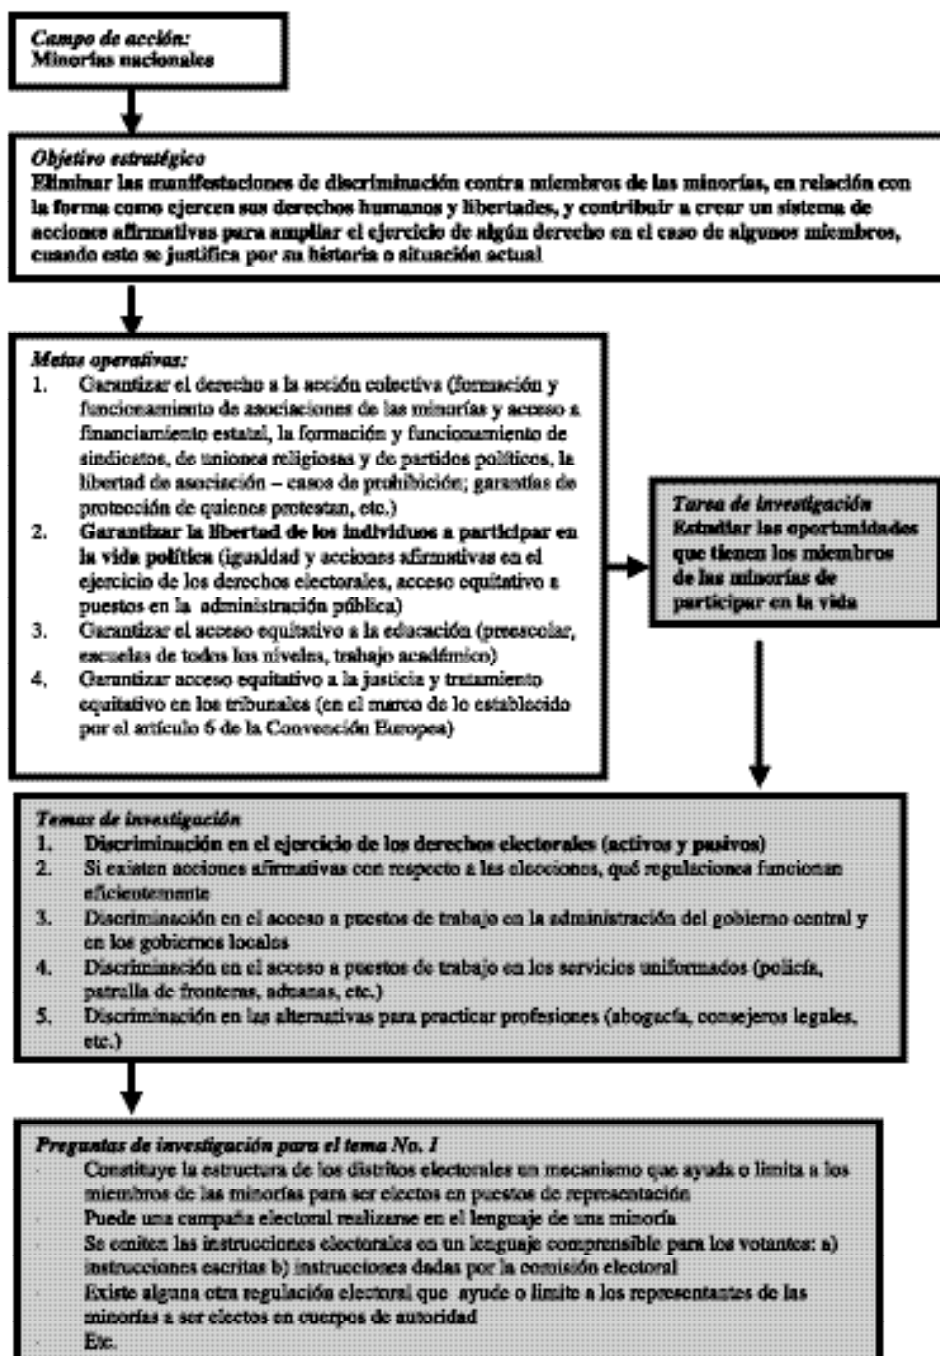 Campo de acción:
Minorías nacionales
Objetivo estratégico
Eliminar las manifestaciones de discriminación contra miembros de las minorías, en relación con
la forma como ejercen sus derechos humanos y libertades, y contribuir a crear un sistema de
acciones afirmativas para ampliar el ejercicio de algún derecho en el caso de algunos miembros,
cuando esto se justifica por su historia o situación actual
Metas operativas:
1. Garantizar el derecho a la acción colectiva (formación y
funcionamiento de asociaciones de las minorías y acceso a
financiamiento estatal, la formación y funcionamiento de
sindicatos, de uniones religiosas y de partidos políticos, la
libertad de asociación – casos de prohibición; garantías de
protección de quienes protestan, etc.)
2. Garantizar la libertad de los individuos a participar en
la vida política (igualdad y acciones afirmativas en el
ejercicio de los derechos electorales, acceso equitativo a
puestos en la administración pública)
3. Garantizar el acceso equitativo a la educación (preescolar,
escuelas de todos los niveles, trabajo académico)
4. Garantizar acceso equitativo a la justicia y tratamiento
equitativo en los tribunales (en el marco de lo establecido
por el artículo 6 de la Convención Europea)
Tarea de investigación
Estudiar las oportunidades
que tienen los miembros
de las minorías de
participar en la vida
Temas de investigación
1. Discriminación en el ejercicio de los derechos electorales (activos y pasivos)
2. Si existen acciones afirmativas con respecto a las elecciones, qué regulaciones funcionan
eficientemente
3. Discriminación en el acceso a puestos de trabajo en la administración del gobierno central y
en los gobiernos locales
4. Discriminación en el acceso a puestos de trabajo en los servicios uniformados (policía,
patrulla de fronteras, aduanas, etc.)
5. Discriminación en las alternativas para practicar profesiones (abogacía, consejeros legales,
etc.)
Preguntas de investigación para el tema No. 1
· Constituye la estructura de los distritos electorales un mecanismo que ayuda o limita a los
miembros de las minorías para ser electos en puestos de representación
· Puede una campaña electoral realizarse en el lenguaje de una minoría
· Se emiten las instrucciones electorales en un lenguaje comprensible para los votantes: a)
instrucciones escritas b) instrucciones dadas por la comisión electoral
· Existe alguna otra regulación electoral que ayude o limite a los representantes de las
minorías a ser electos en cuerpos de autoridad
· Etc.